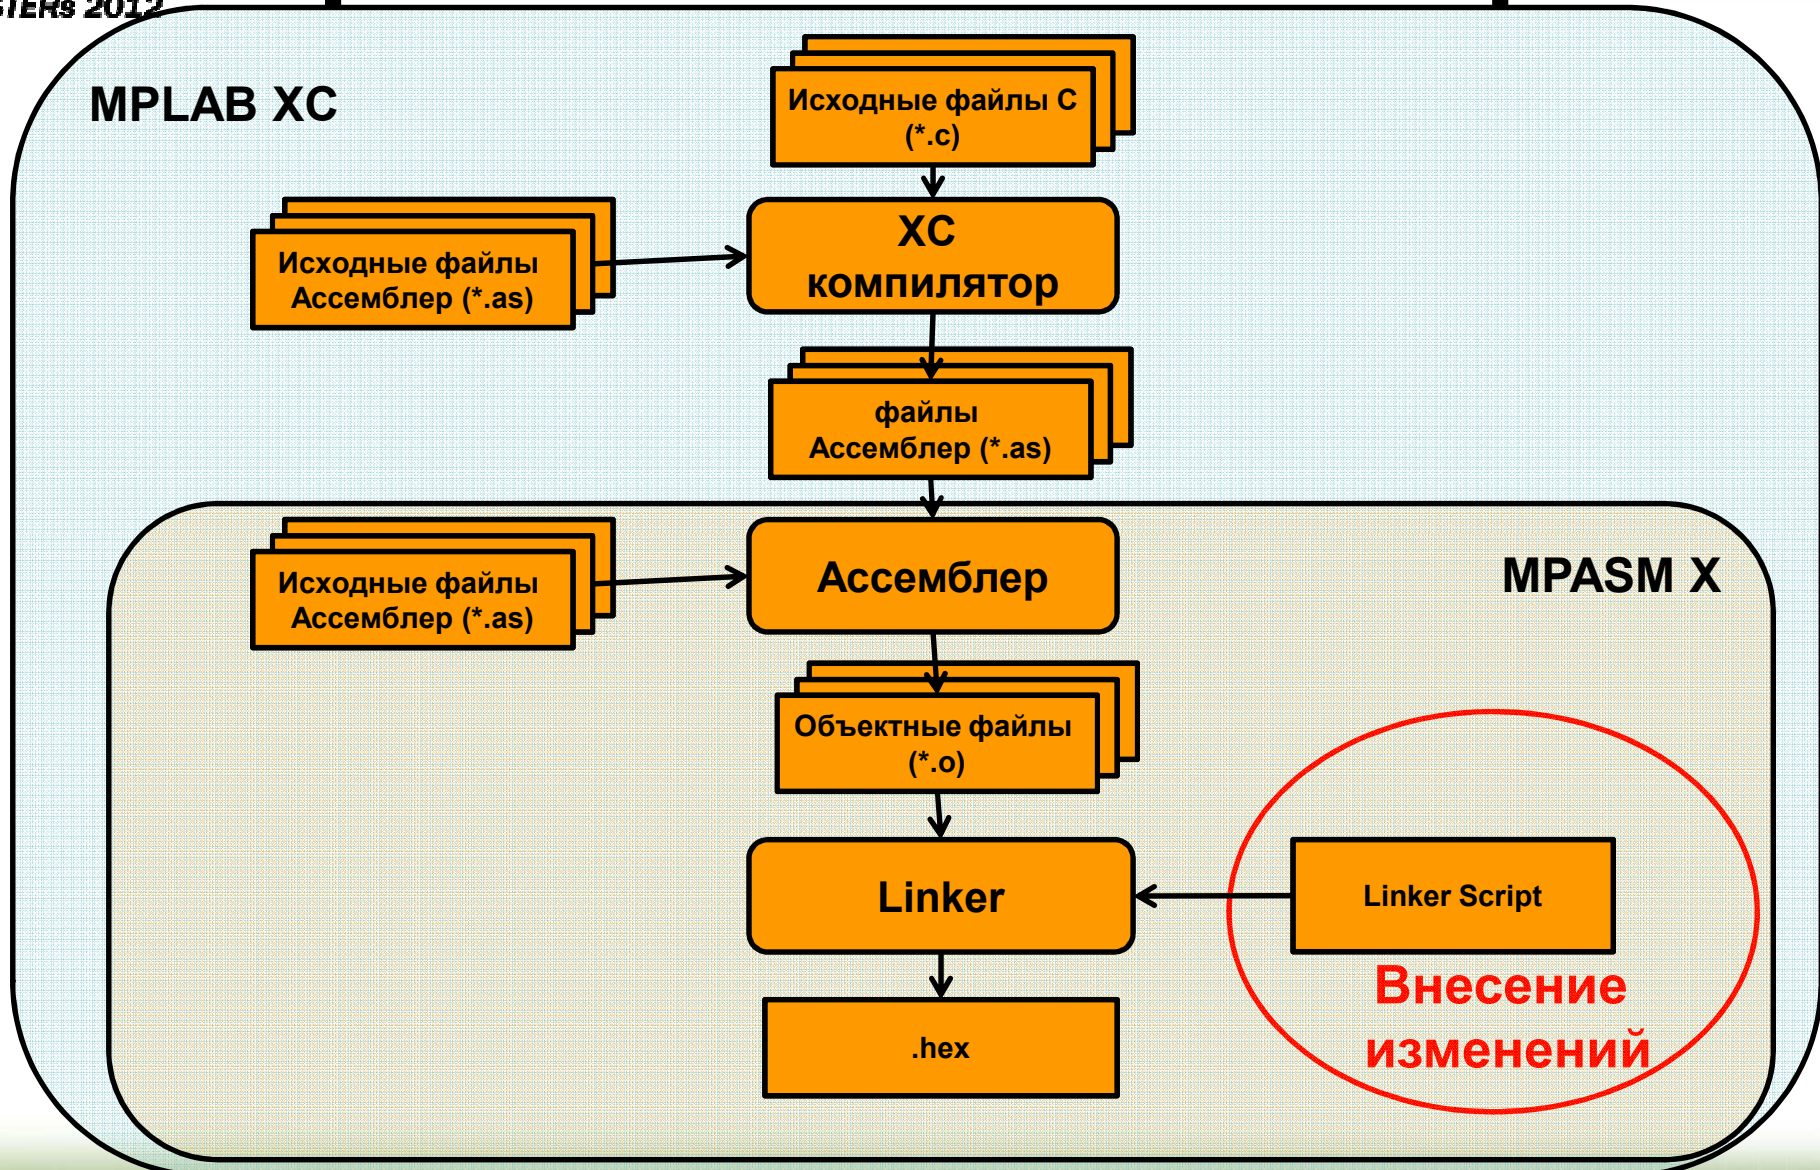 2012
MPLAB XC
Исходные файлы С
(*.c)
XC
компилятор
Исходные файлы
Ассемблер (*.as)
файлы
Ассемблер (*.as)
Исходные файлы
Ассемблер (*.as)
Ассемблер
MPASM X
Объектные файлы
(*.o)
Linker
Linker Script
Внесение
изменений
.hex